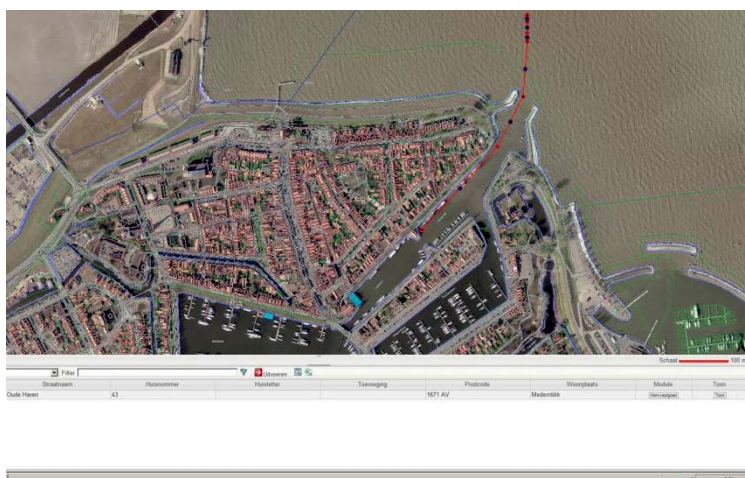 Schaal 100 m
Filter Uitvoeren
Straatnaam Huisnummer Huisletter Toevoeging Postcode Woonplaats Module Toon
Oude Haven 43 1671 AV Medemblik Toon